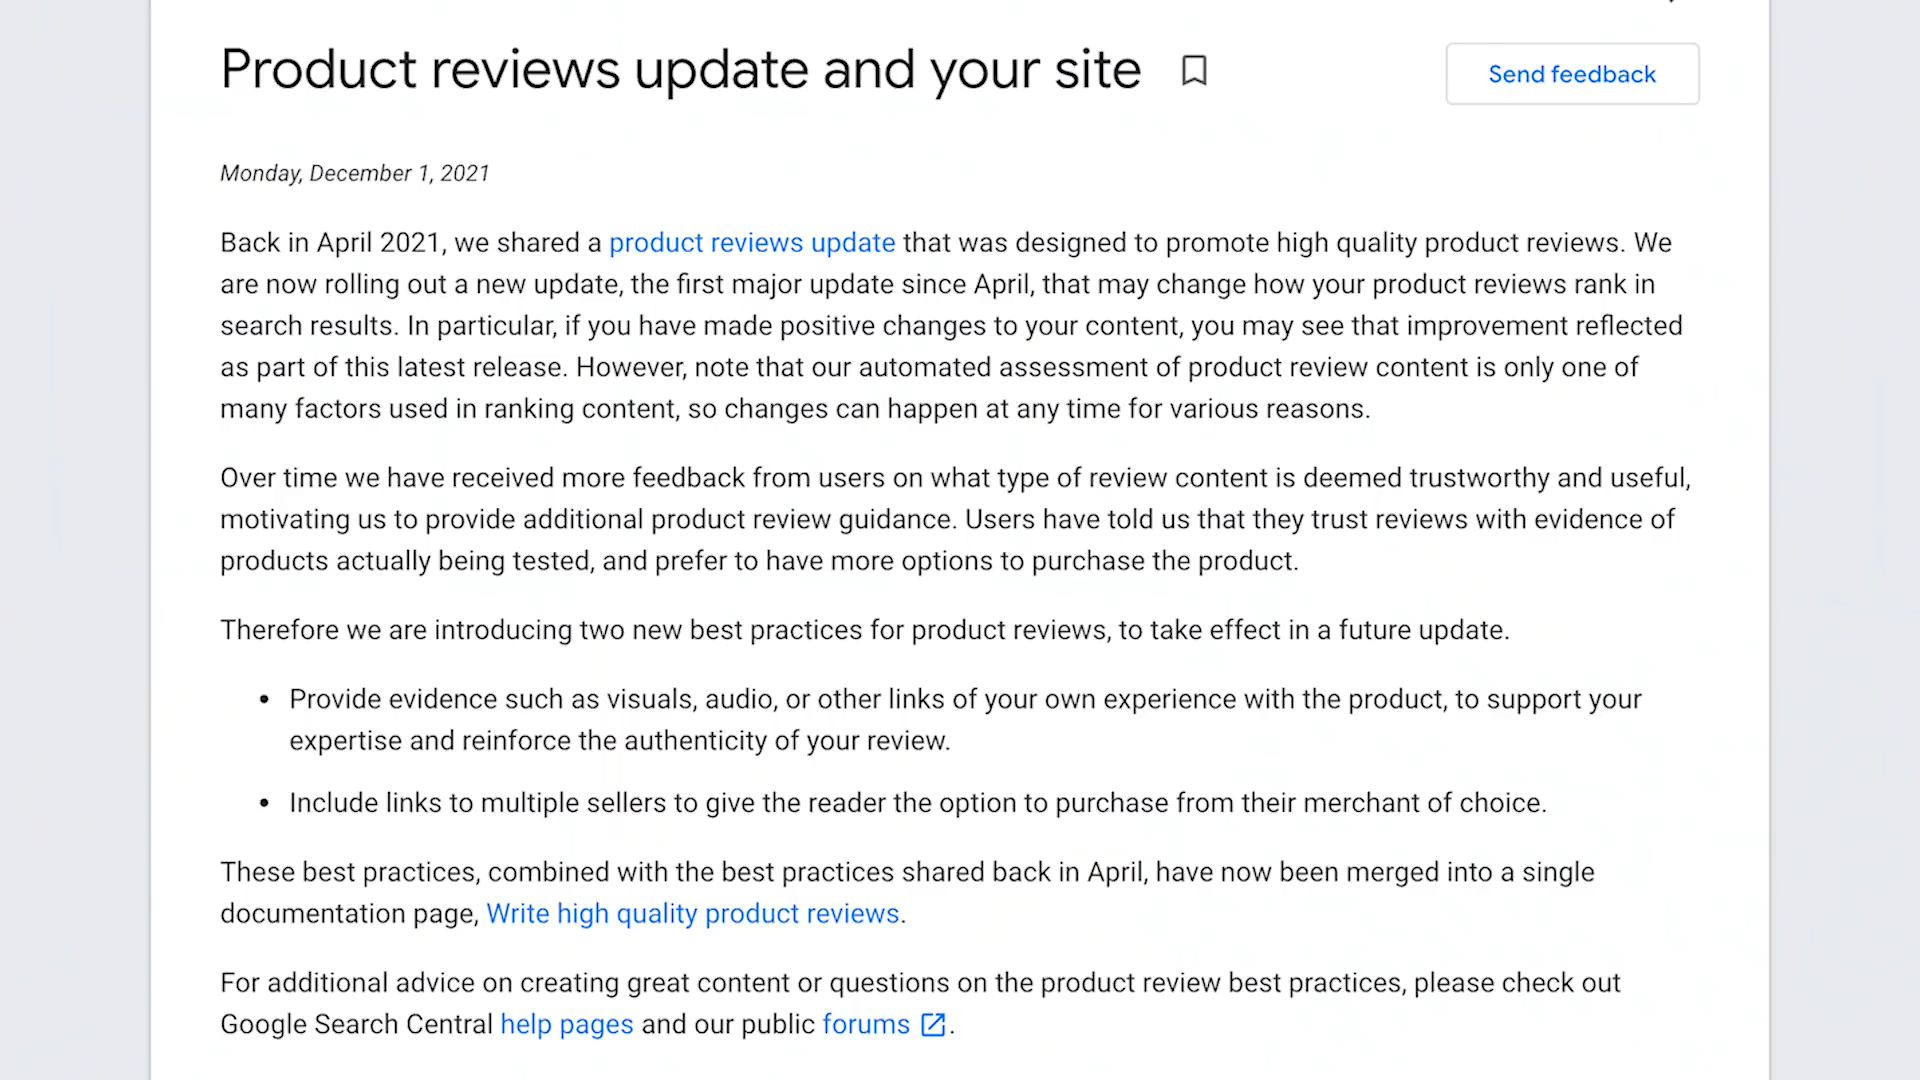 Product reviews update and your site
Send feedback
Monday, December 1, 2021
Back in April 2021, we shared a product reviews update that was designed to promote high quality product reviews. We
are now rolling out a new update, the first major update since April, that may change how your product reviews rank in
search results. In particular, if you have made positive changes to your content, you may see that improvement reflected
as part of this latest release. However, note that our automated assessment of product review content is only one of
many factors used in ranking content, so changes can happen at any time for various reasons.
Over time we have received more feedback from users on what type of review content is deemed trustworthy and useful,
motivating us to provide additional product review guidance. Users have told us that they trust reviews with evidence of
products actually being tested, and prefer to have more options to purchase the product.
Therefore we are introducing two new best practices for product reviews, to take effect in a future update.
• Provide evidence such as visuals, audio, or other links of your own experience with the product, to support your
expertise and reinforce the authenticity of your review.
• Include links to multiple sellers to give the reader the option to purchase from their merchant of choice.
These best practices, combined with the best practices shared back in April, have now been merged into a single
documentation page, Write high quality product reviews.
For additional advice on creating great content or questions on the product review best practices, please check out
Google Search Central help pages and our public forums.